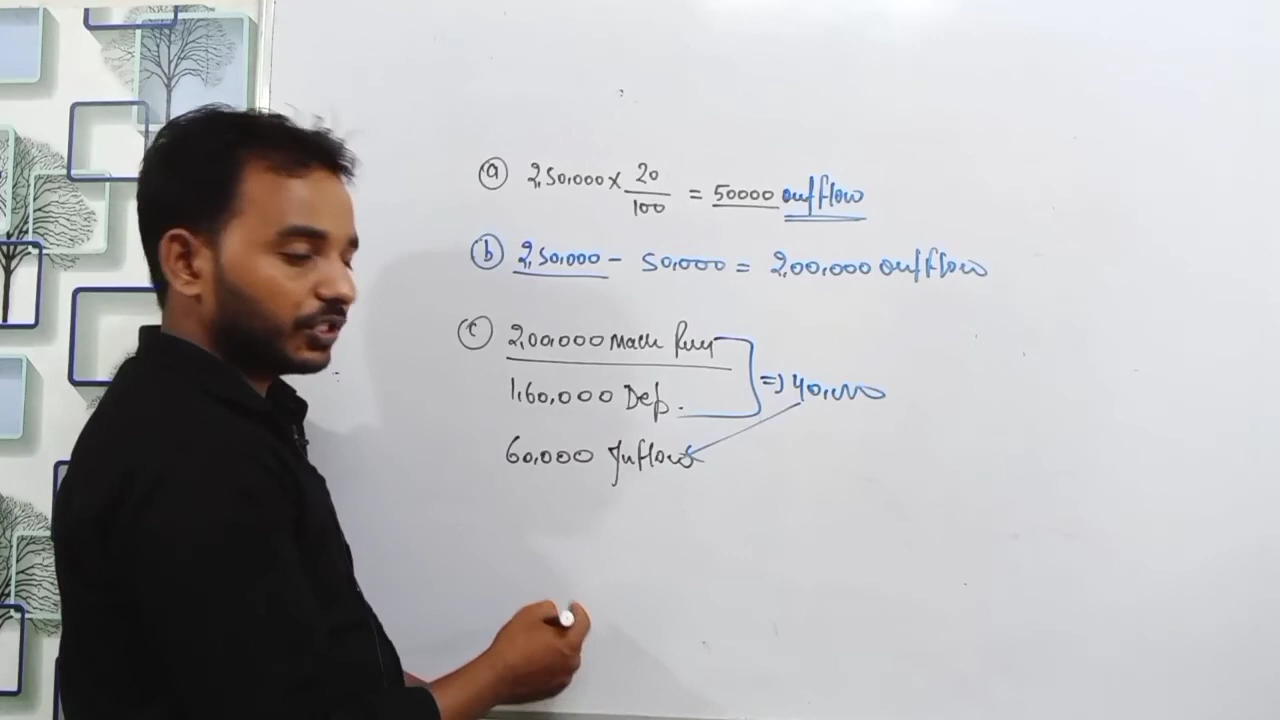 (a) 2,50,000 x 20/100 = 50000 outflow
(b) 2,50,000 - 50,000 = 2,00,000 outflow
(c) 2,00,000 Mach
1,60,000 Dep. => 40,000
60,000 Inflow